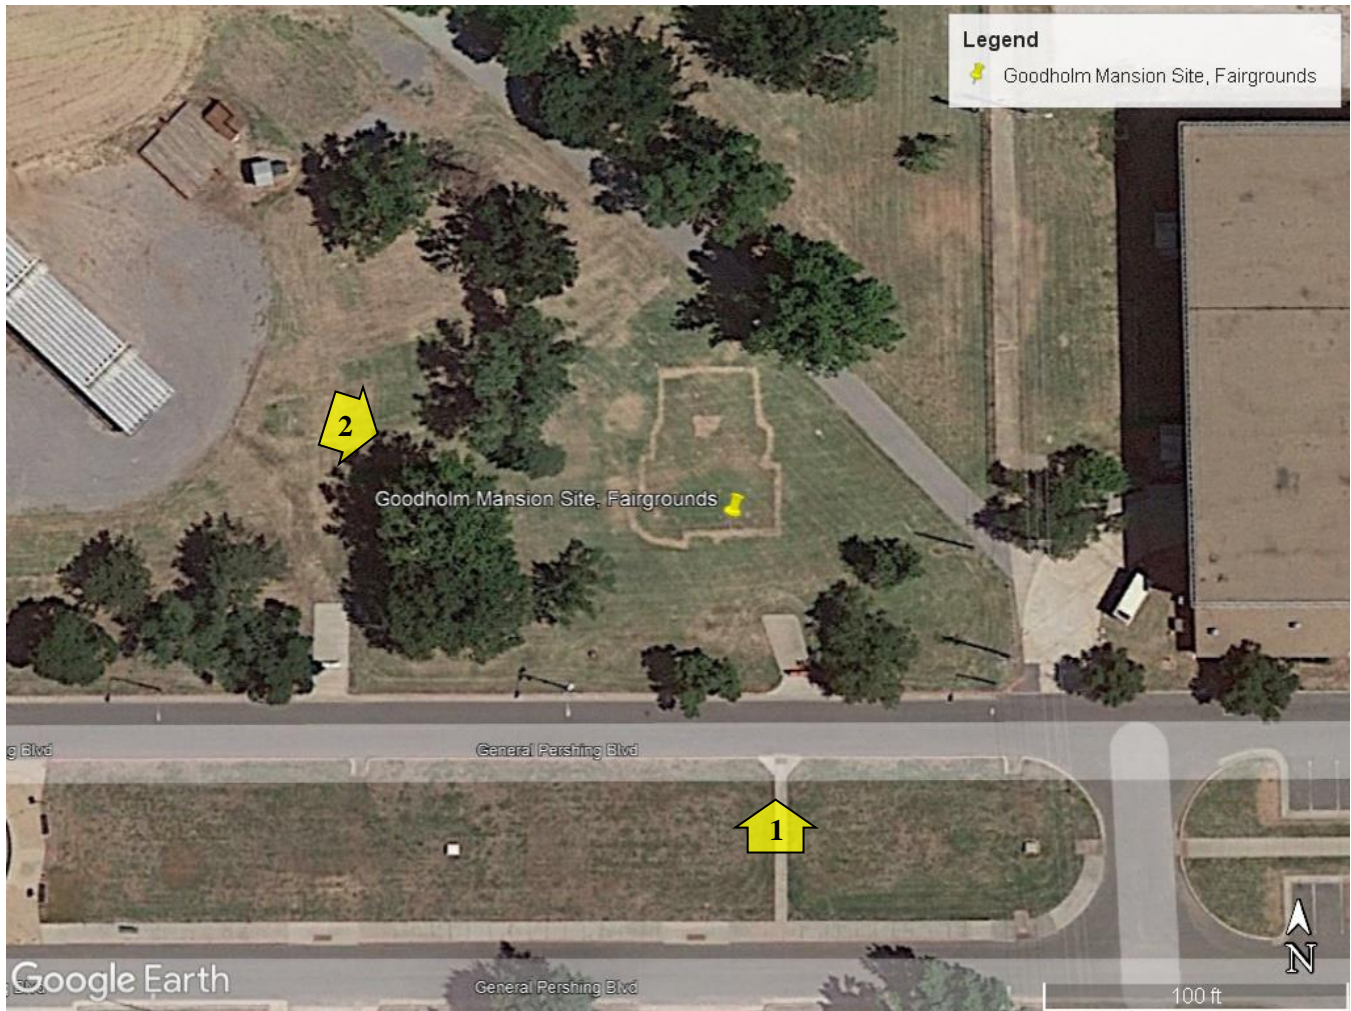 Legend
Goodholm Mansion Site, Fairgrounds
2
Goodholm Mansion Site, Fairgrounds
g Blvd
General Pershing Blvd
1
N
Google Earth
General Pershing Blvd
100 ft